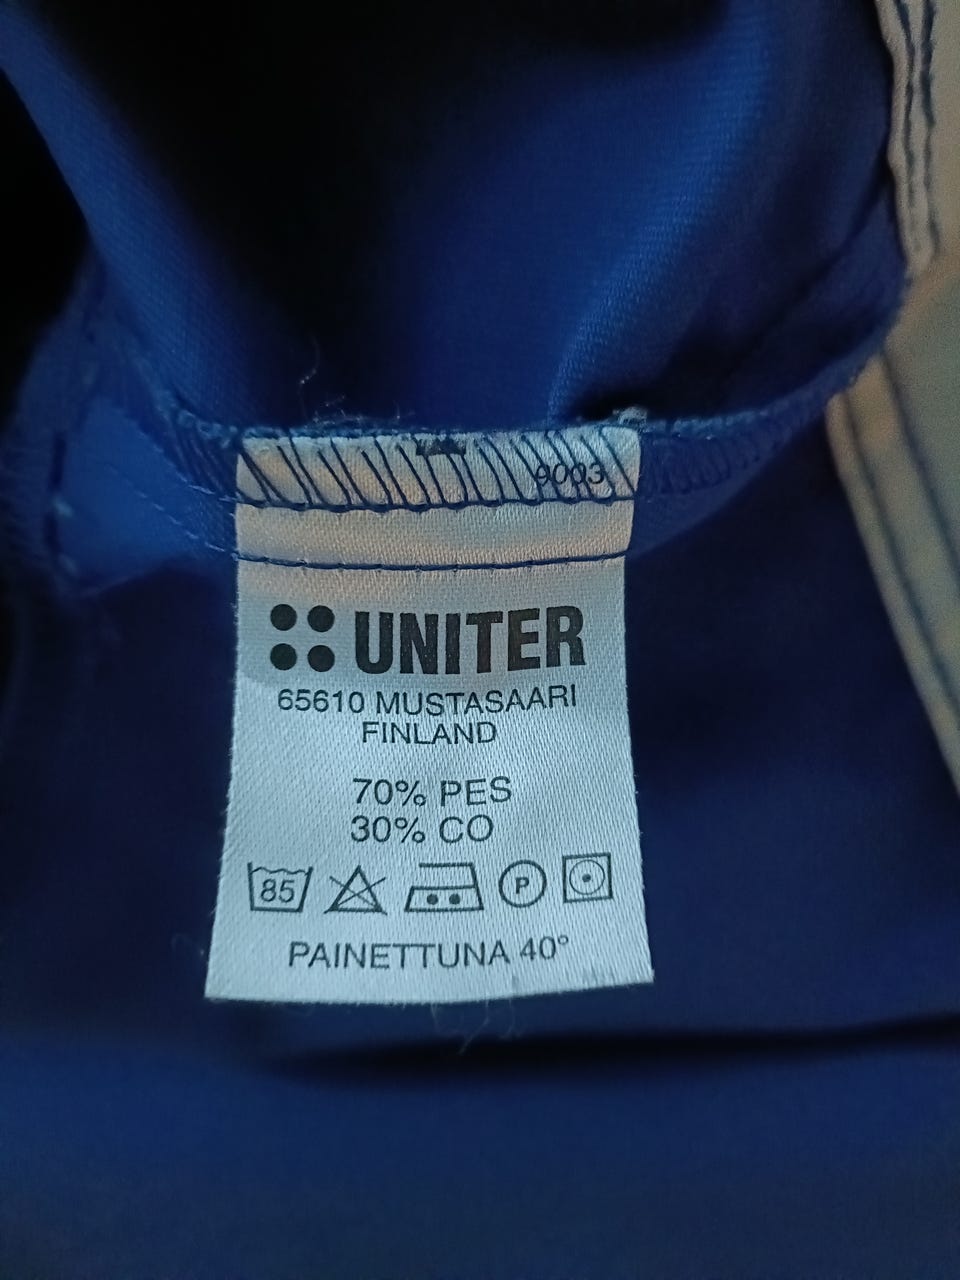 9003
UNITER
65610 MUSTASAARI
FINLAND
70% PES
30% CO
85 P
PAINETTUNA 40°